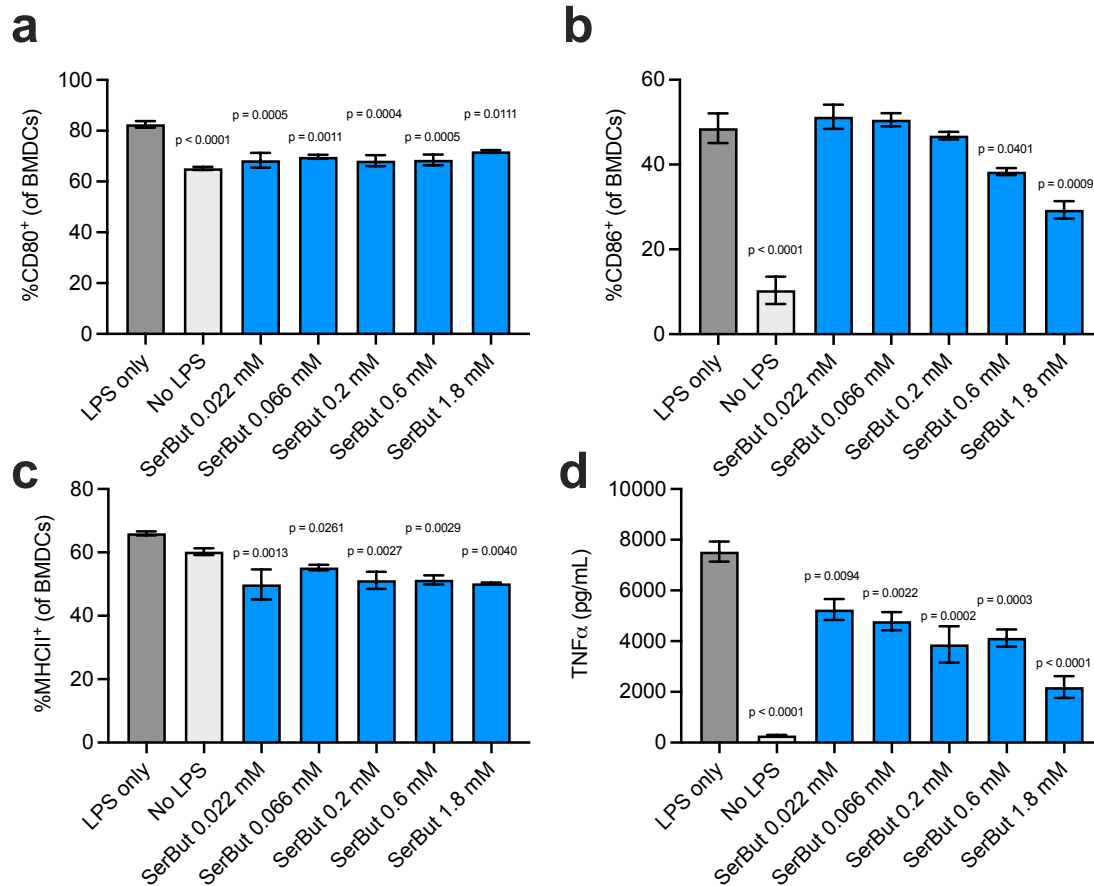 a
%CD80⁺ (of BMDCs)
100
80
60
40
20
0
p < 0.0001
p = 0.0005
p = 0.0011
p = 0.0004
p = 0.0005
p = 0.0111
LPS only
No LPS
SerBut 0.022 mM
SerBut 0.066 mM
SerBut 0.2 mM
SerBut 0.6 mM
SerBut 1.8 mM
b
%CD86⁺ (of BMDCs)
60
40
20
0
p < 0.0001
p = 0.0401
p = 0.0009
LPS only
No LPS
SerBut 0.022 mM
SerBut 0.066 mM
SerBut 0.2 mM
SerBut 0.6 mM
SerBut 1.8 mM
c
%MHCII⁺ (of BMDCs)
80
60
40
20
0
p = 0.0013
p = 0.0261
p = 0.0027
p = 0.0029
p = 0.0040
LPS only
No LPS
SerBut 0.022 mM
SerBut 0.066 mM
SerBut 0.2 mM
SerBut 0.6 mM
SerBut 1.8 mM
d
TNFα (pg/mL)
10000
8000
6000
4000
2000
0
p < 0.0001
p = 0.0094
p = 0.0022
p = 0.0002
p = 0.0003
p < 0.0001
LPS only
No LPS
SerBut 0.022 mM
SerBut 0.066 mM
SerBut 0.2 mM
SerBut 0.6 mM
SerBut 1.8 mM